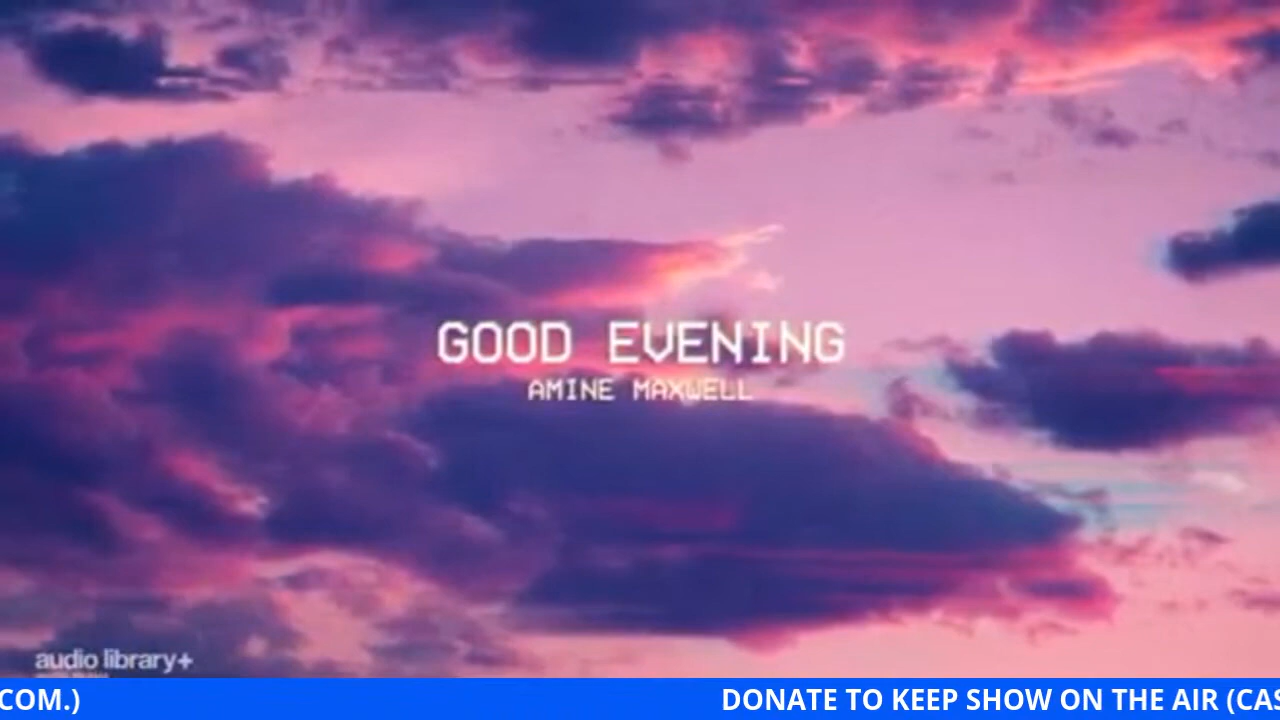 GOOD EVENING
AMINE MAXWELL
audio library+
COM.) DONATE TO KEEP SHOW ON THE AIR (CAS